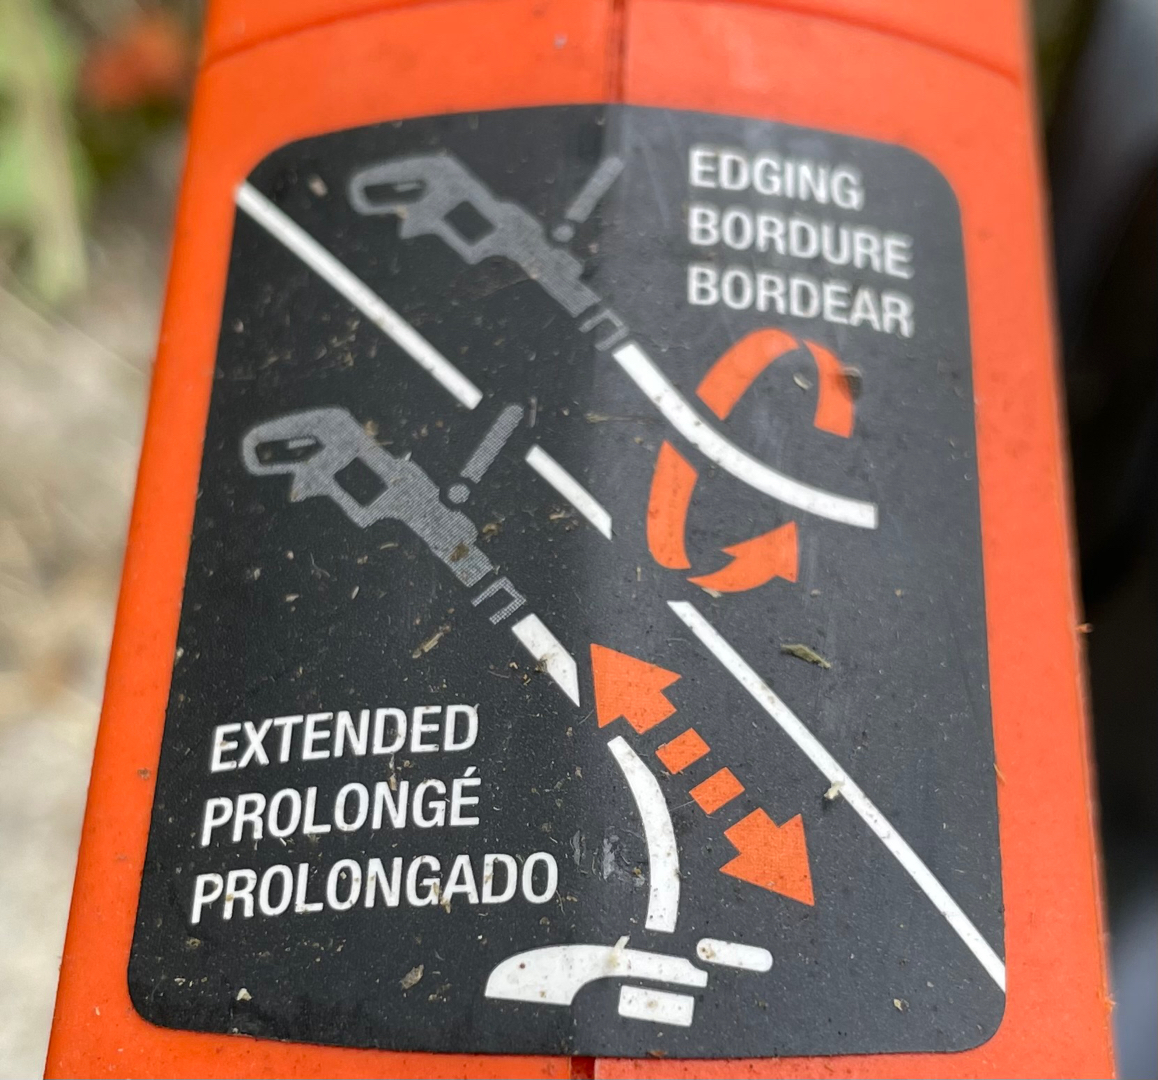 EDGING
BORDURE
BORDEAR
EXTENDED
PROLONGÉ
PROLONGADO